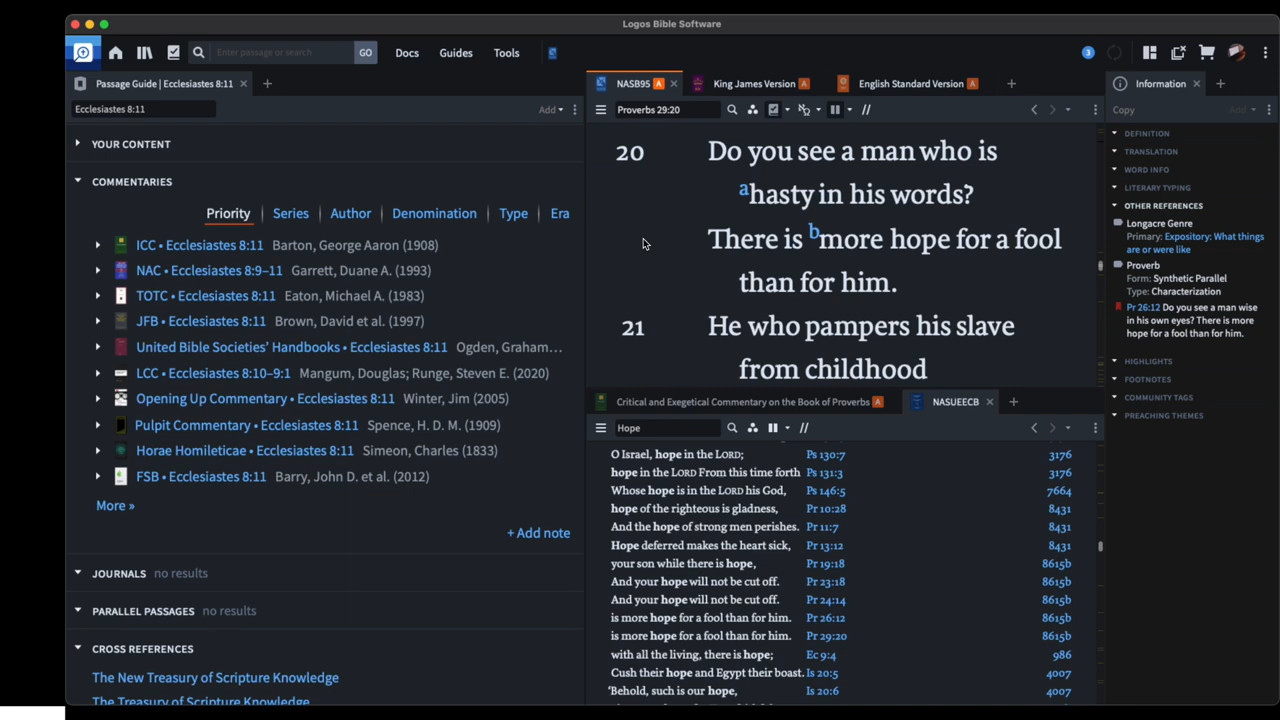 Logos Bible Software
Enter passage or search GO Docs Guides Tools 3
Passage Guide | Ecclesiastes 8:11
Ecclesiastes 8:11 Add
YOUR CONTENT
COMMENTARIES
Priority Series Author Denomination Type Era
ICC • Ecclesiastes 8:11 Barton, George Aaron (1908)
NAC • Ecclesiastes 8:9–11 Garrett, Duane A. (1993)
TOTC • Ecclesiastes 8:11 Eaton, Michael A. (1983)
JFB • Ecclesiastes 8:11 Brown, David et al. (1997)
United Bible Societies' Handbooks • Ecclesiastes 8:11 Ogden, Graham…
LCC • Ecclesiastes 8:10–9:1 Mangum, Douglas; Runge, Steven E. (2020)
Opening Up Commentary • Ecclesiastes 8:11 Winter, Jim (2005)
Pulpit Commentary • Ecclesiastes 8:11 Spence, H. D. M. (1909)
Horae Homileticae • Ecclesiastes 8:11 Simeon, Charles (1833)
FSB • Ecclesiastes 8:11 Barry, John D. et al. (2012)
More »
+ Add note
JOURNALS no results
PARALLEL PASSAGES no results
CROSS REFERENCES
The New Treasury of Scripture Knowledge
The Treasury of Scripture Knowledge
NASB95 A King James Version A English Standard Version A
Proverbs 29:20
20 Do you see a man who is
a hasty in his words?
There is b more hope for a fool
than for him.
21 He who pampers his slave
from childhood
Critical and Exegetical Commentary on the Book of Proverbs A NASUEECB
Hope
O Israel, hope in the LORD; Ps 130:7 3176
hope in the LORD From this time forth Ps 131:3 3176
Whose hope is in the LORD his God, Ps 146:5 7664
hope of the righteous is gladness, Pr 10:28 8431
And the hope of strong men perishes. Pr 11:7 8431
Hope deferred makes the heart sick, Pr 13:12 8431
your son while there is hope, Pr 19:18 8615b
And your hope will not be cut off. Pr 23:18 8615b
And your hope will not be cut off. Pr 24:14 8615b
is more hope for a fool than for him. Pr 26:12 8615b
is more hope for a fool than for him. Pr 29:20 8615b
with all the living, there is hope; Ec 9:4 986
Cush their hope and Egypt their boast. Is 20:5 4007
'Behold, such is our hope, Is 20:6 4007
Information
Copy Add
DEFINITION
TRANSLATION
WORD INFO
LITERARY TYPING
OTHER REFERENCES
Longacre Genre
Primary: Expository: What things
are or were like
Proverb
Form: Synthetic Parallel
Type: Characterization
Pr 26:12 Do you see a man wise
in his own eyes? There is more
hope for a fool than for him.
HIGHLIGHTS
FOOTNOTES
COMMUNITY TAGS
PREACHING THEMES